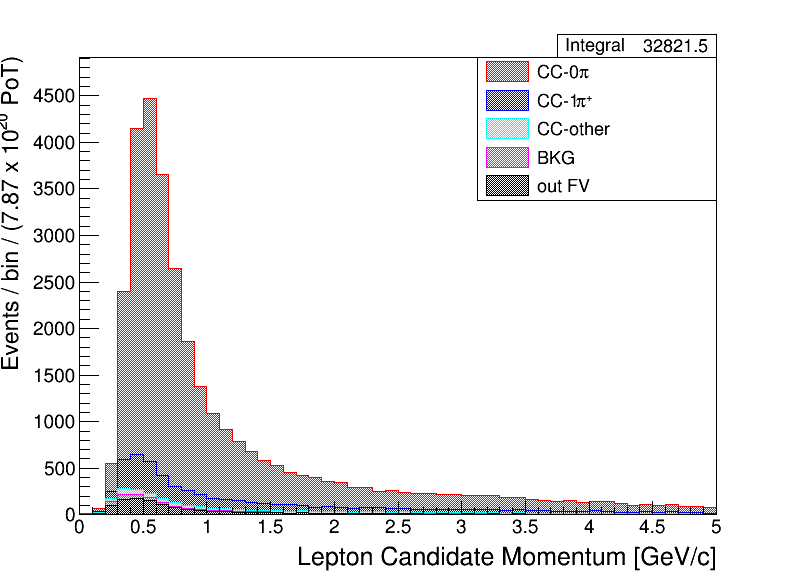 Integral 32821.5
CC-0π
CC-1π⁺
CC-other
BKG
out FV
Events / bin / (7.87 x 10²⁰ PoT)
4500
4000
3500
3000
2500
2000
1500
1000
500
0
0 0.5 1 1.5 2 2.5 3 3.5 4 4.5 5
Lepton Candidate Momentum [GeV/c]